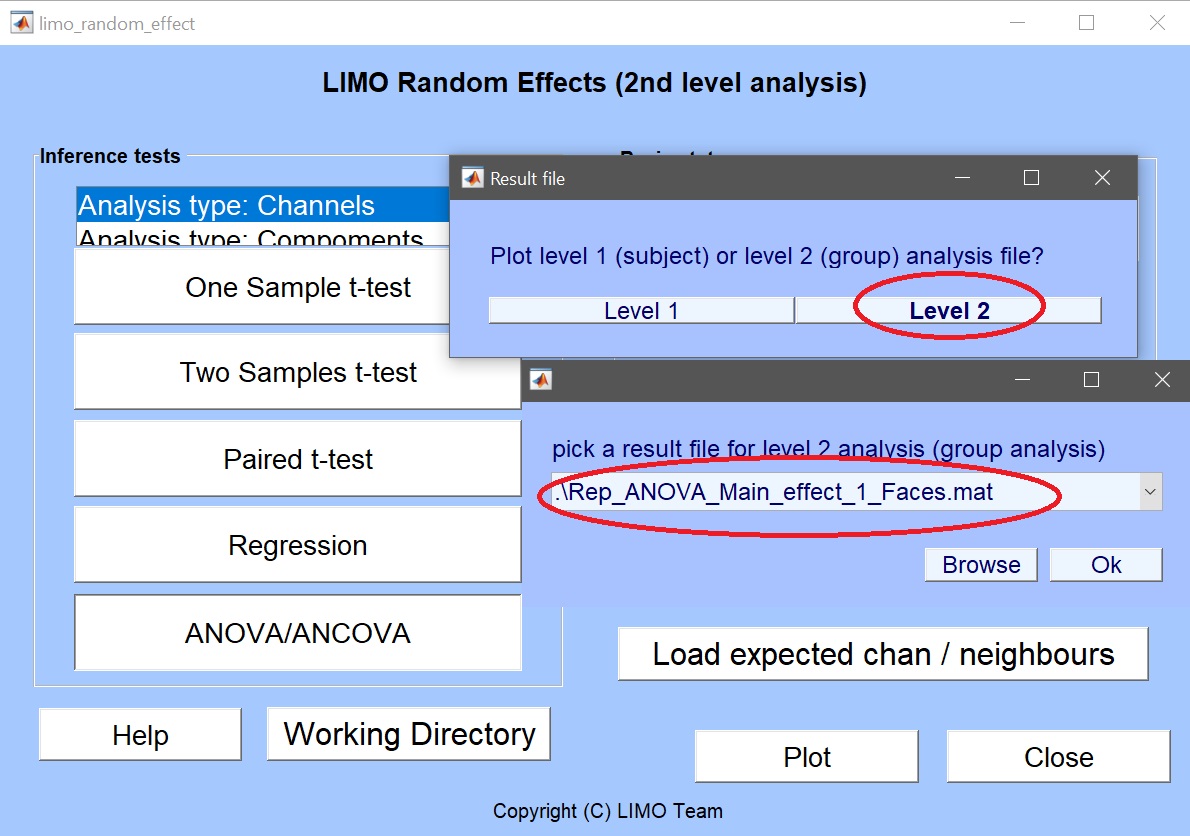 limo_random_effect
LIMO Random Effects (2nd level analysis)
Inference tests
Analysis type: Channels
Analysis type: Compoments
One Sample t-test
Two Samples t-test
Paired t-test
Regression
ANOVA/ANCOVA
Result file
Plot level 1 (subject) or level 2 (group) analysis file?
Level 1
Level 2
pick a result file for level 2 analysis (group analysis)
.\Rep_ANOVA_Main_effect_1_Faces.mat
Browse
Ok
Load expected chan / neighbours
Help
Working Directory
Plot
Close
Copyright (C) LIMO Team